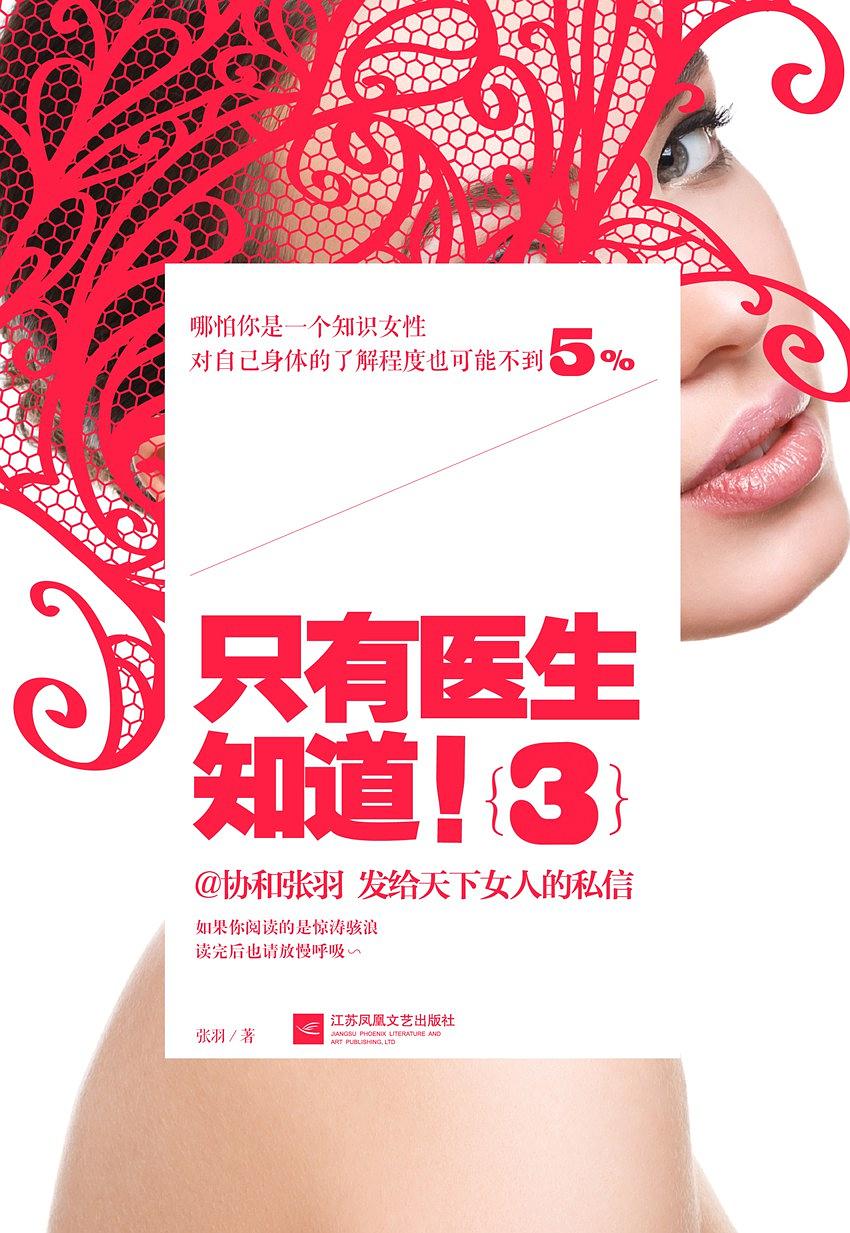 哪怕你是一个知识女性
对自己身体的了解程度也可能不到5%
只有医生
知道！{3}
@协和张羽 发给天下女人的私信
如果你阅读的是惊涛骇浪
读完后也请放慢呼吸～
张羽/著
江苏凤凰文艺出版社
JIANGSU PHOENIX LITERATURE AND
ART PUBLISHING, LTD